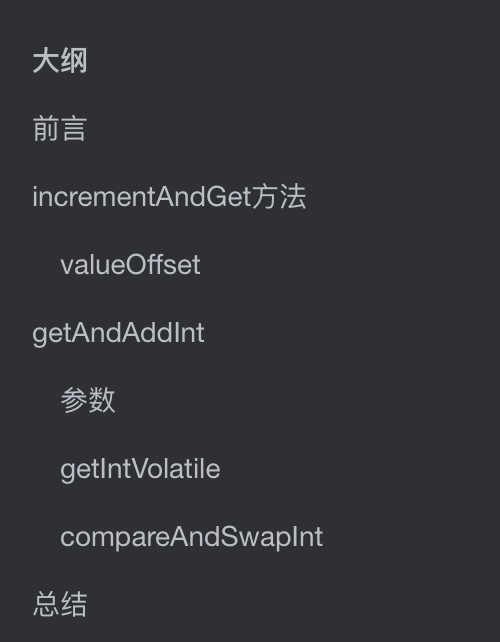 大纲
前言
incrementAndGet方法
valueOffset
getAndAddInt
参数
getIntVolatile
compareAndSwapInt
总结